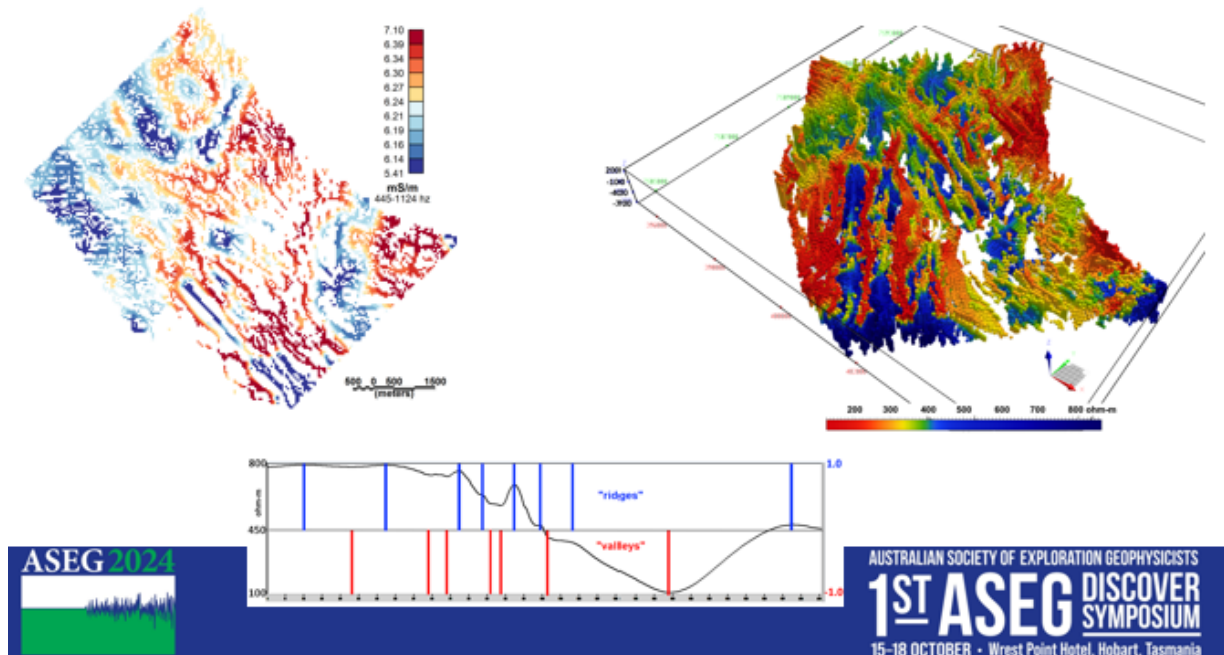 7.10
6.39
6.34
6.30
6.27
6.24
6.21
6.19
6.16
6.14
5.41
mS/m
445-1124 hz
500 0 500 1500
(meters)
200 300 400 500 600 700 800 ohm-m
800
ohm-m
450
100
1.0
-1.0
"ridges"
"valleys"
ASEG 2024
AUSTRALIAN SOCIETY OF EXPLORATION GEOPHYSICISTS
1ST ASEG DISCOVER SYMPOSIUM
15-18 OCTOBER • Wrest Point Hotel, Hobart, Tasmania